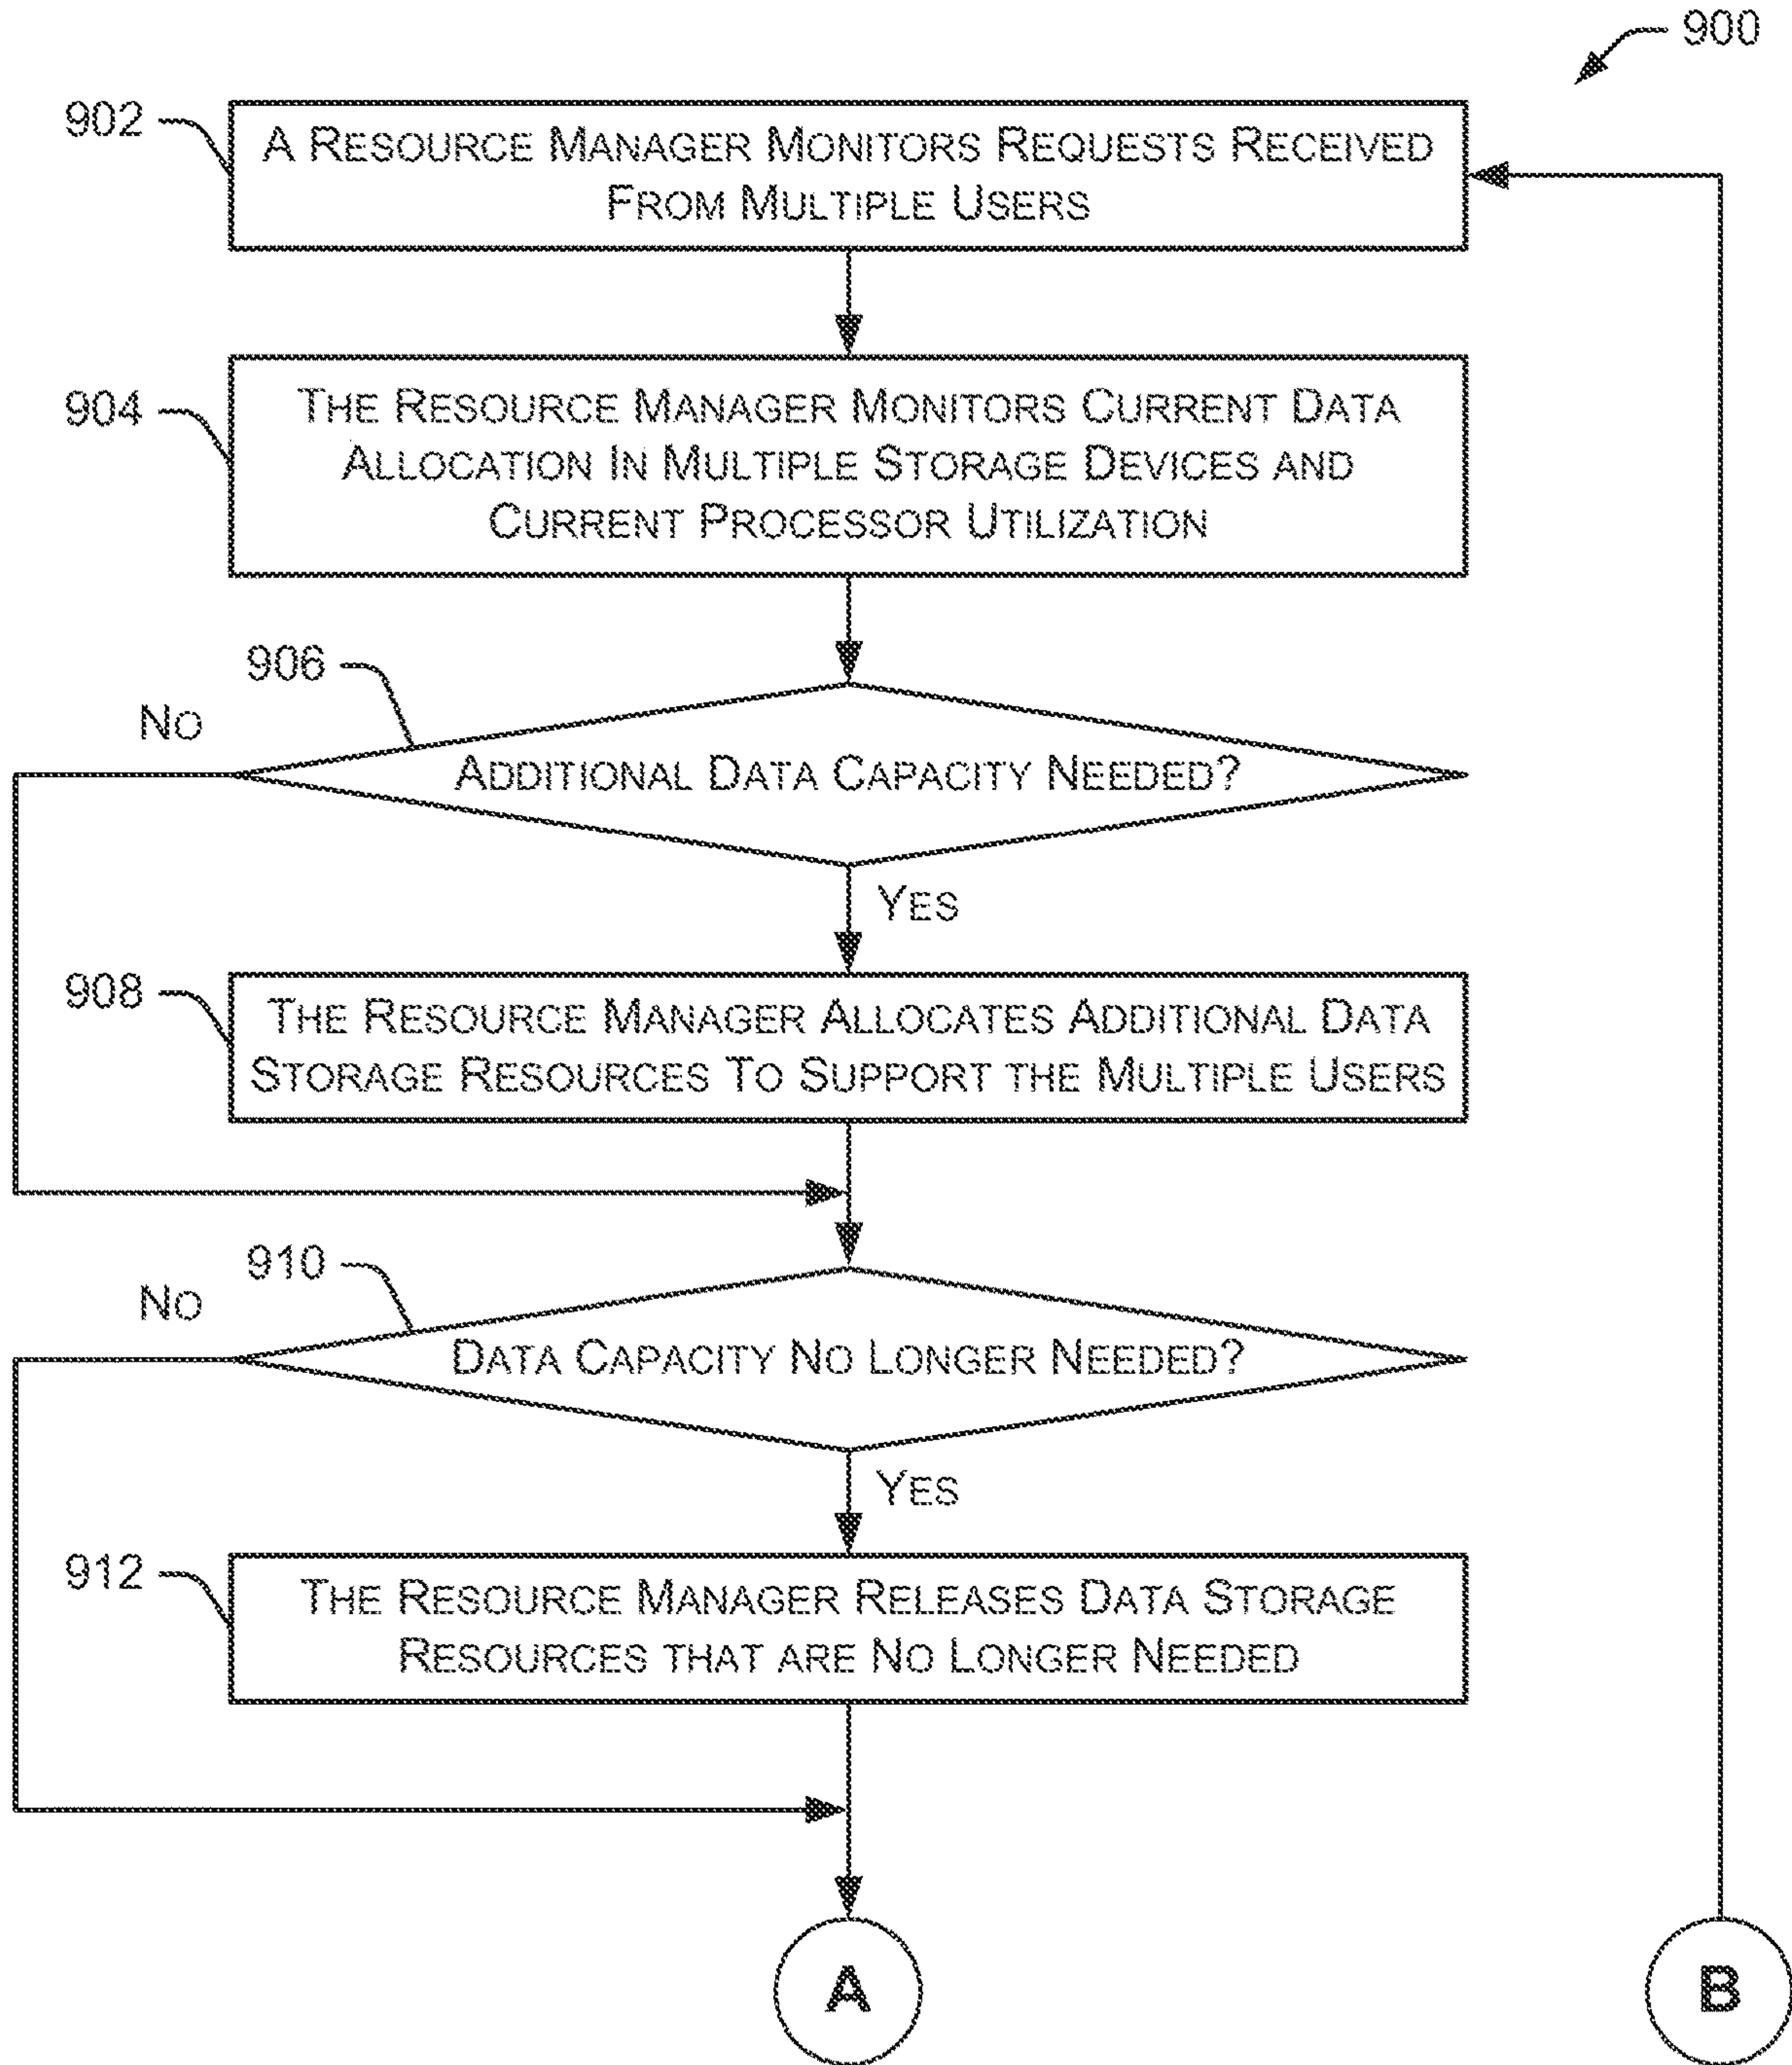 900
902
A RESOURCE MANAGER MONITORS REQUESTS RECEIVED
FROM MULTIPLE USERS
904
THE RESOURCE MANAGER MONITORS CURRENT DATA
ALLOCATION IN MULTIPLE STORAGE DEVICES AND
CURRENT PROCESSOR UTILIZATION
906
NO
ADDITIONAL DATA CAPACITY NEEDED?
YES
908
THE RESOURCE MANAGER ALLOCATES ADDITIONAL DATA
STORAGE RESOURCES TO SUPPORT THE MULTIPLE USERS
910
NO
DATA CAPACITY NO LONGER NEEDED?
YES
912
THE RESOURCE MANAGER RELEASES DATA STORAGE
RESOURCES THAT ARE NO LONGER NEEDED
A
B